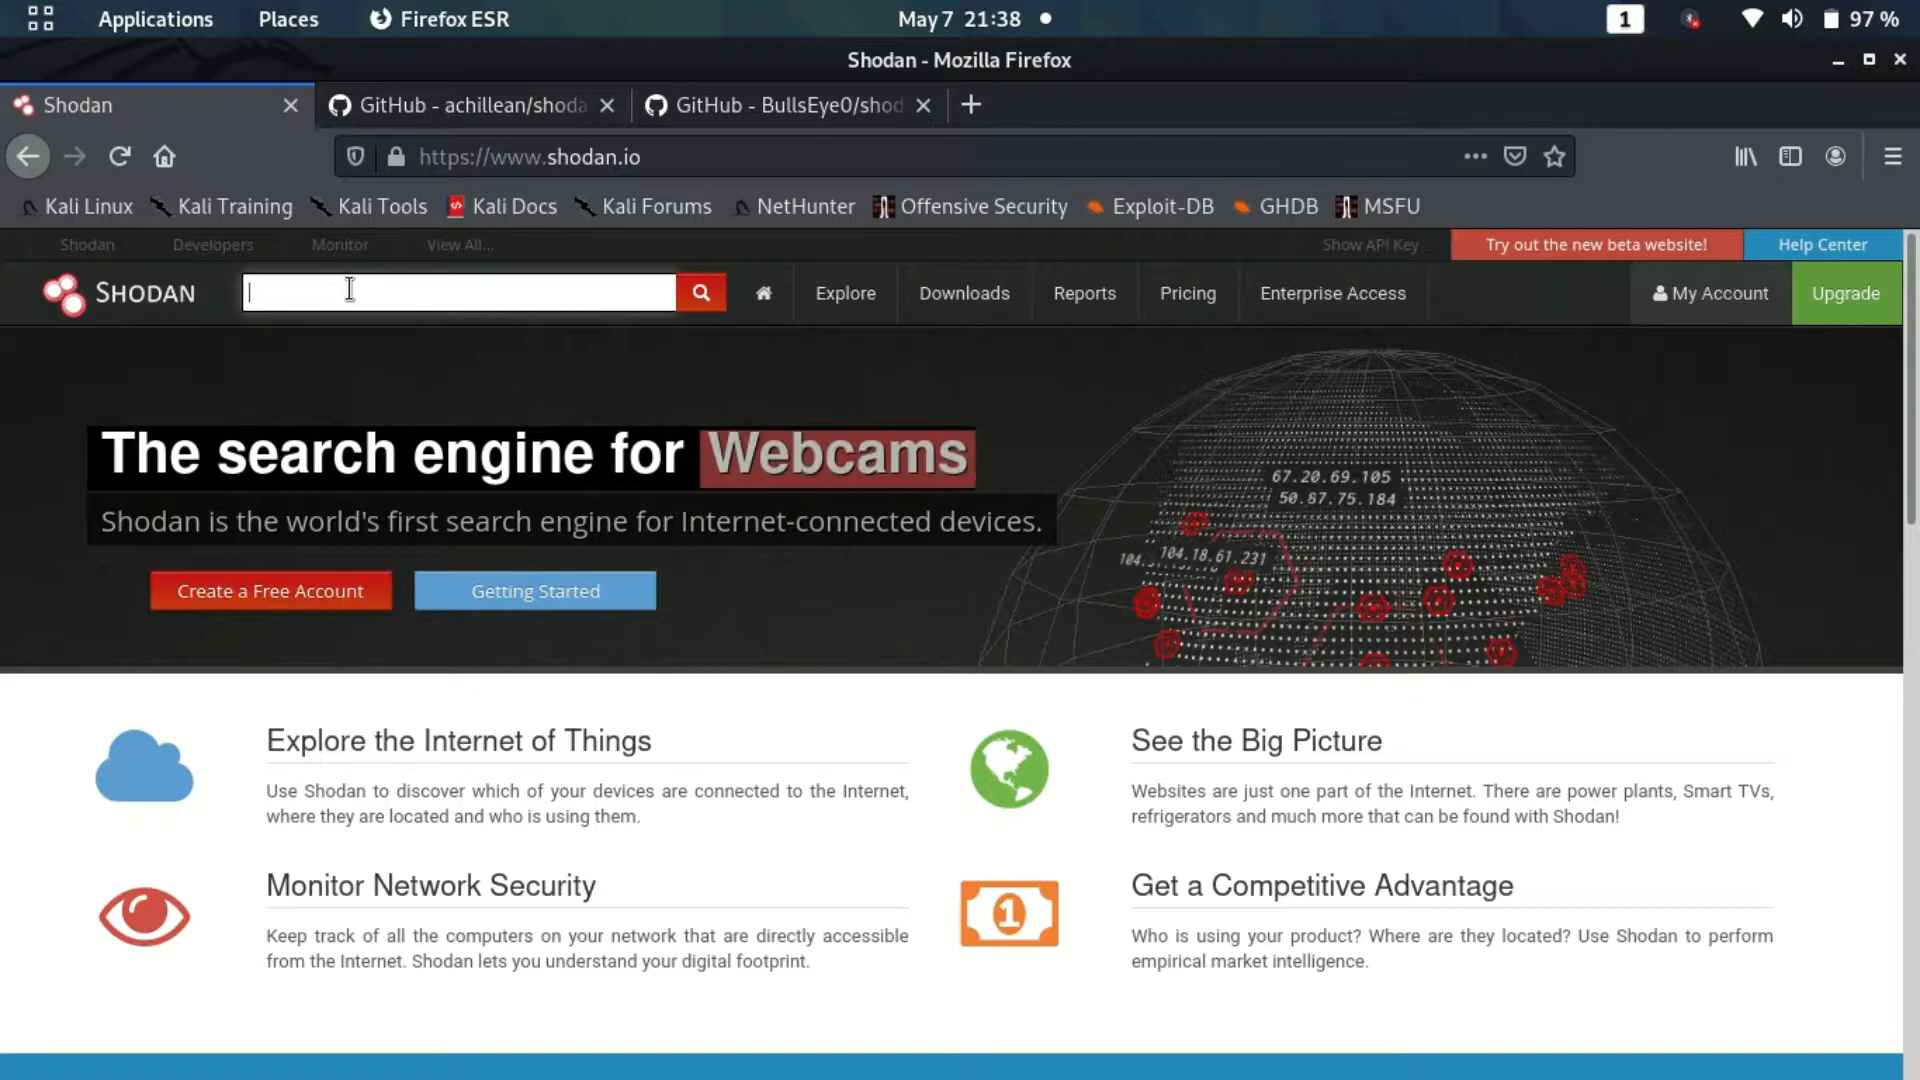 Applications Places Firefox ESR May 7 21:38 1 97 %
Shodan - Mozilla Firefox
Shodan GitHub - achillean/shoda GitHub - BullsEye0/shod
https://www.shodan.io
Kali Linux Kali Training Kali Tools Kali Docs Kali Forums NetHunter Offensive Security Exploit-DB GHDB MSFU
Shodan Developers Monitor View All... Show API Key Try out the new beta website! Help Center
SHODAN Explore Downloads Reports Pricing Enterprise Access My Account Upgrade
The search engine for Webcams
Shodan is the world's first search engine for Internet-connected devices.
Create a Free Account Getting Started
67.20.69.105
50.87.75.184
104.18.61.231
104.
Explore the Internet of Things
Use Shodan to discover which of your devices are connected to the Internet,
where they are located and who is using them.
See the Big Picture
Websites are just one part of the Internet. There are power plants, Smart TVs,
refrigerators and much more that can be found with Shodan!
Monitor Network Security
Keep track of all the computers on your network that are directly accessible
from the Internet. Shodan lets you understand your digital footprint.
1
Get a Competitive Advantage
Who is using your product? Where are they located? Use Shodan to perform
empirical market intelligence.